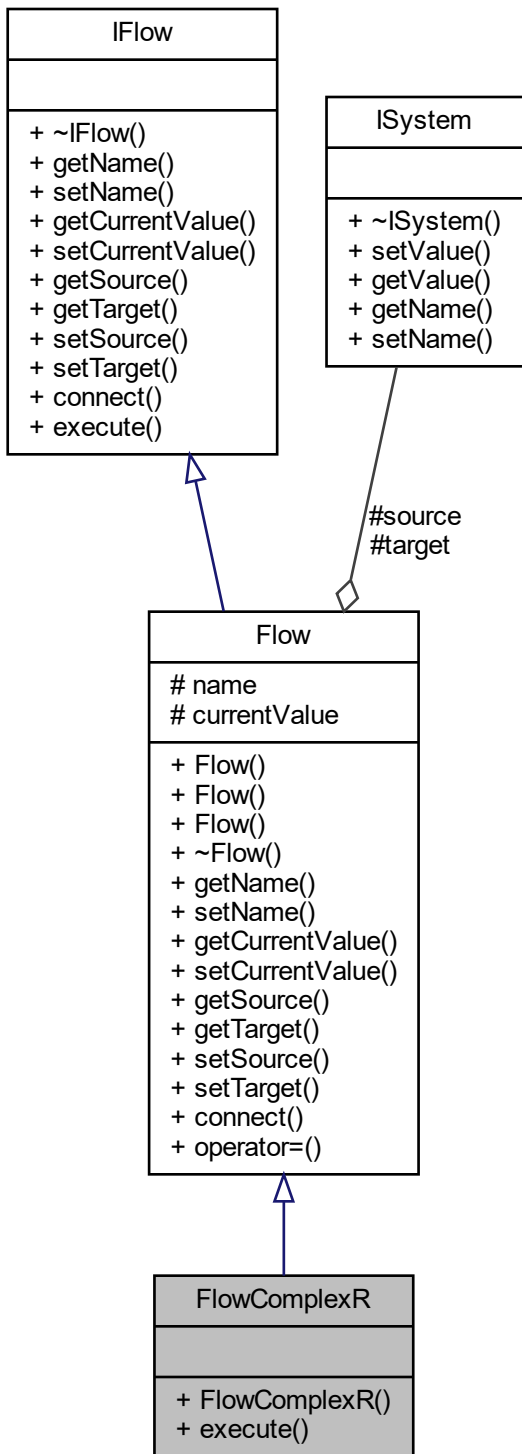 IFlow
+ ~IFlow()
+ getName()
+ setName()
+ getCurrentValue()
+ setCurrentValue()
+ getSource()
+ getTarget()
+ setSource()
+ setTarget()
+ connect()
+ execute()
ISystem
+ ~ISystem()
+ setValue()
+ getValue()
+ getName()
+ setName()
#source
#target
Flow
# name
# currentValue
+ Flow()
+ Flow()
+ Flow()
+ ~Flow()
+ getName()
+ setName()
+ getCurrentValue()
+ setCurrentValue()
+ getSource()
+ getTarget()
+ setSource()
+ setTarget()
+ connect()
+ operator=()
FlowComplexR
+ FlowComplexR()
+ execute()